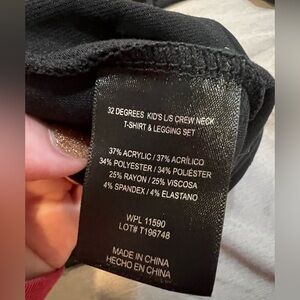 32 DEGREES KID'S L/S CREW NECK
T-SHIRT & LEGGING SET
37% ACRYLIC / 37% ACRÍLICO
34% POLYESTER / 34% POLIÉSTER
25% RAYON / 25% VISCOSA
4% SPANDEX / 4% ELASTANO
WPL 11590
LOT# T196748
MADE IN CHINA
HECHO EN CHINA